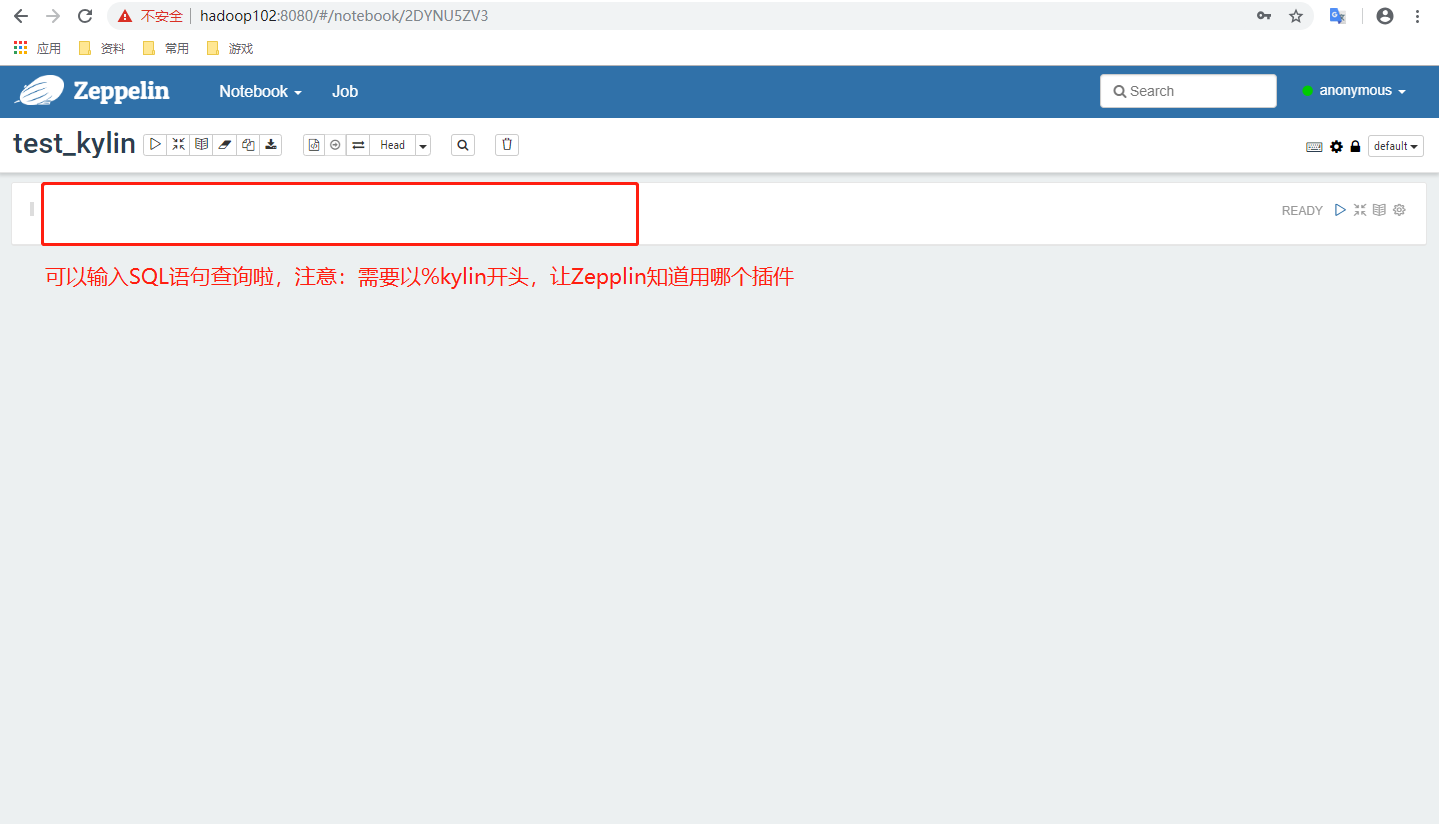 不安全 hadoop102:8080/#/notebook/2DYNU5ZV3
应用 资料 常用 游戏
Zeppelin Notebook Job Search anonymous
test_kylin Head default
READY
可以输入SQL语句查询啦，注意：需要以%kylin开头，让Zepplin知道用哪个插件